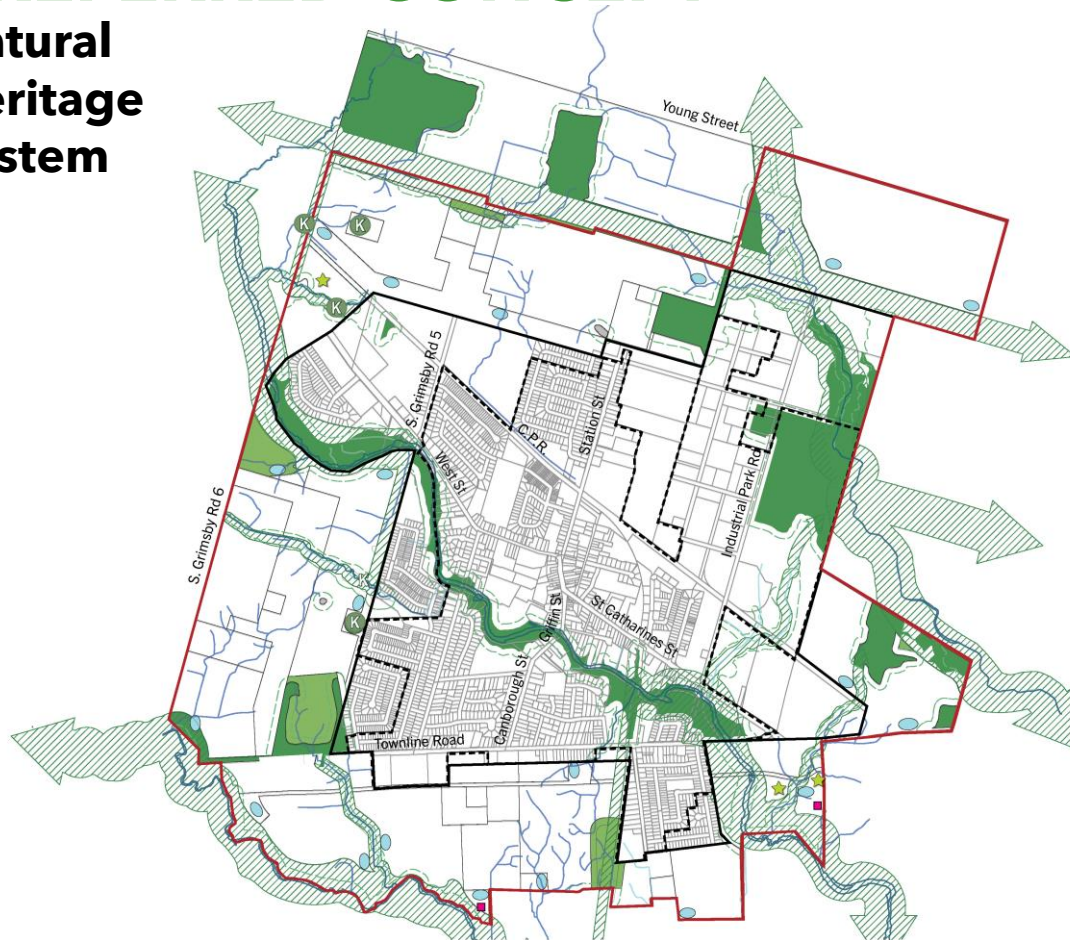 atural
eritage
stem
Young Street
K
K
K
S. Grimsby Rd 5
C.P.R.
Station St
West St
Industrial Park Rd
S. Grimsby Rd 6
K
K
St Catharines St
Griffin St
Canborough St
Townline Road